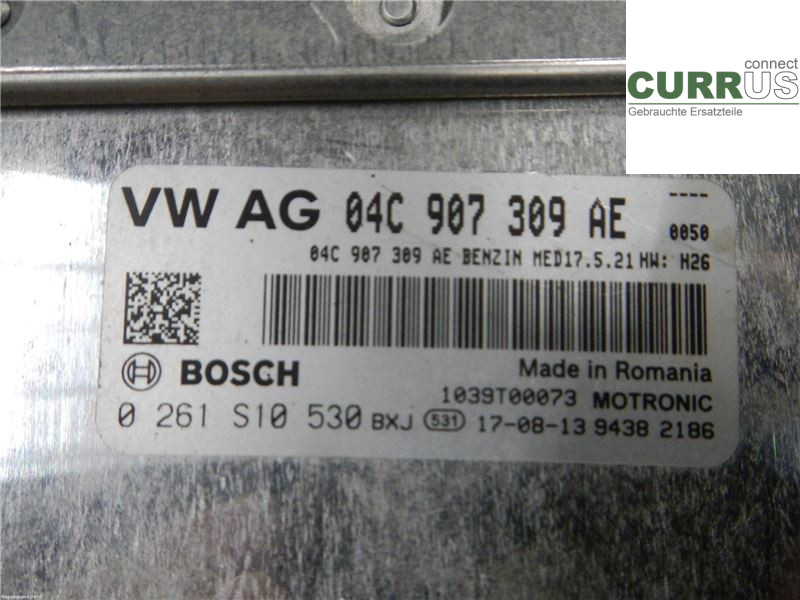 connect
CURRUS
Gebrauchte Ersatzteile
----
VW AG 04C 907 309 AE 0050
04C 907 309 AE BENZIN MED17.5.21 HW: H26
BOSCH Made in Romania
1039T00073 MOTRONIC
0 261 S10 530 BXJ 531 17-08-13 9438 2186